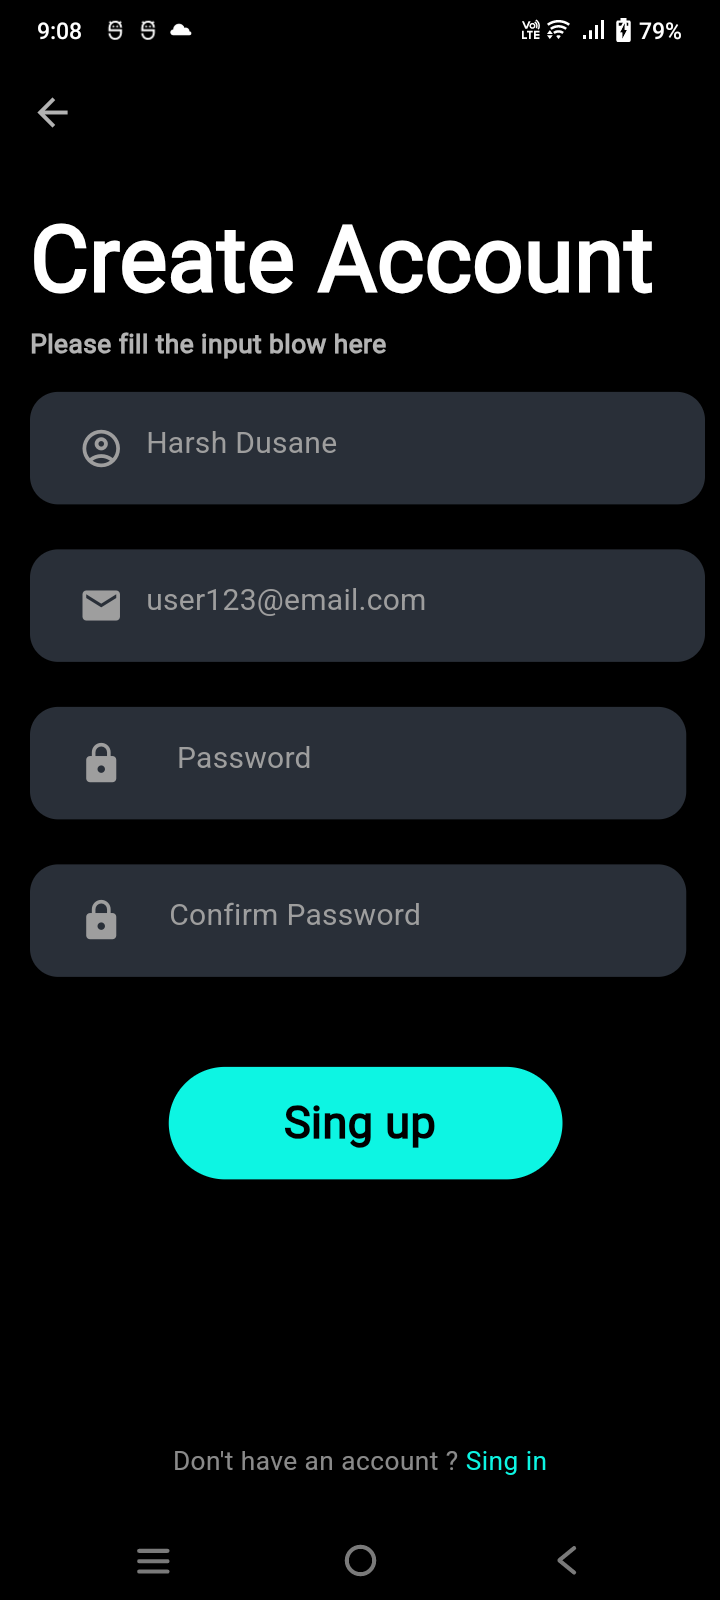 9:08 Vo) LTE 79%
Create Account
Please fill the input blow here
Harsh Dusane
user123@email.com
Password
Confirm Password
Sing up
Don't have an account ? Sing in